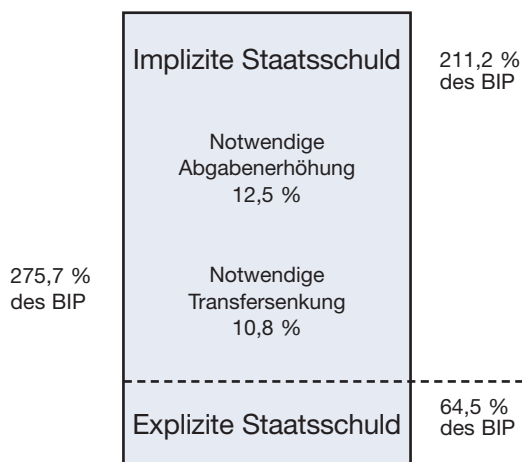 Implizite Staatsschuld
211,2 %
des BIP
Notwendige
Abgabenerhöhung
12,5 %
275,7 %
des BIP
Notwendige
Transfersenkung
10,8 %
Explizite Staatsschuld
64,5 %
des BIP